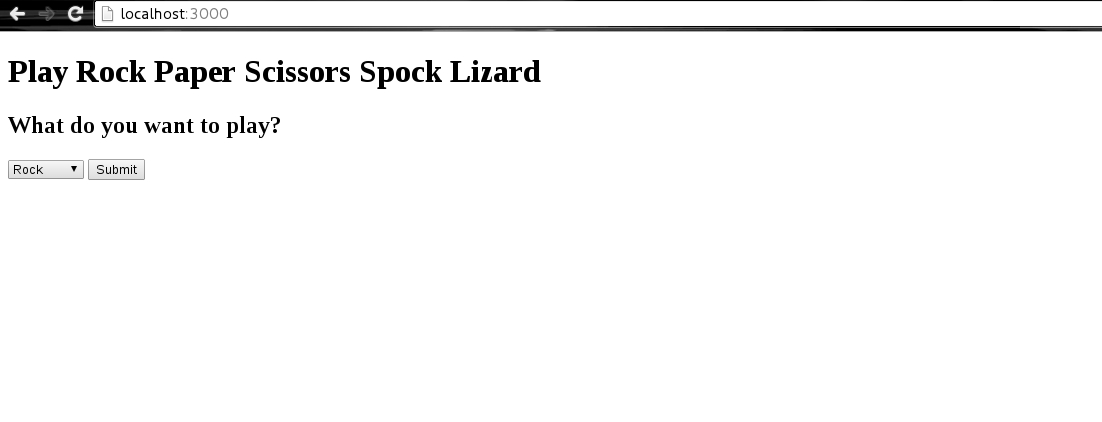 localhost:3000
Play Rock Paper Scissors Spock Lizard
What do you want to play?
Rock Submit